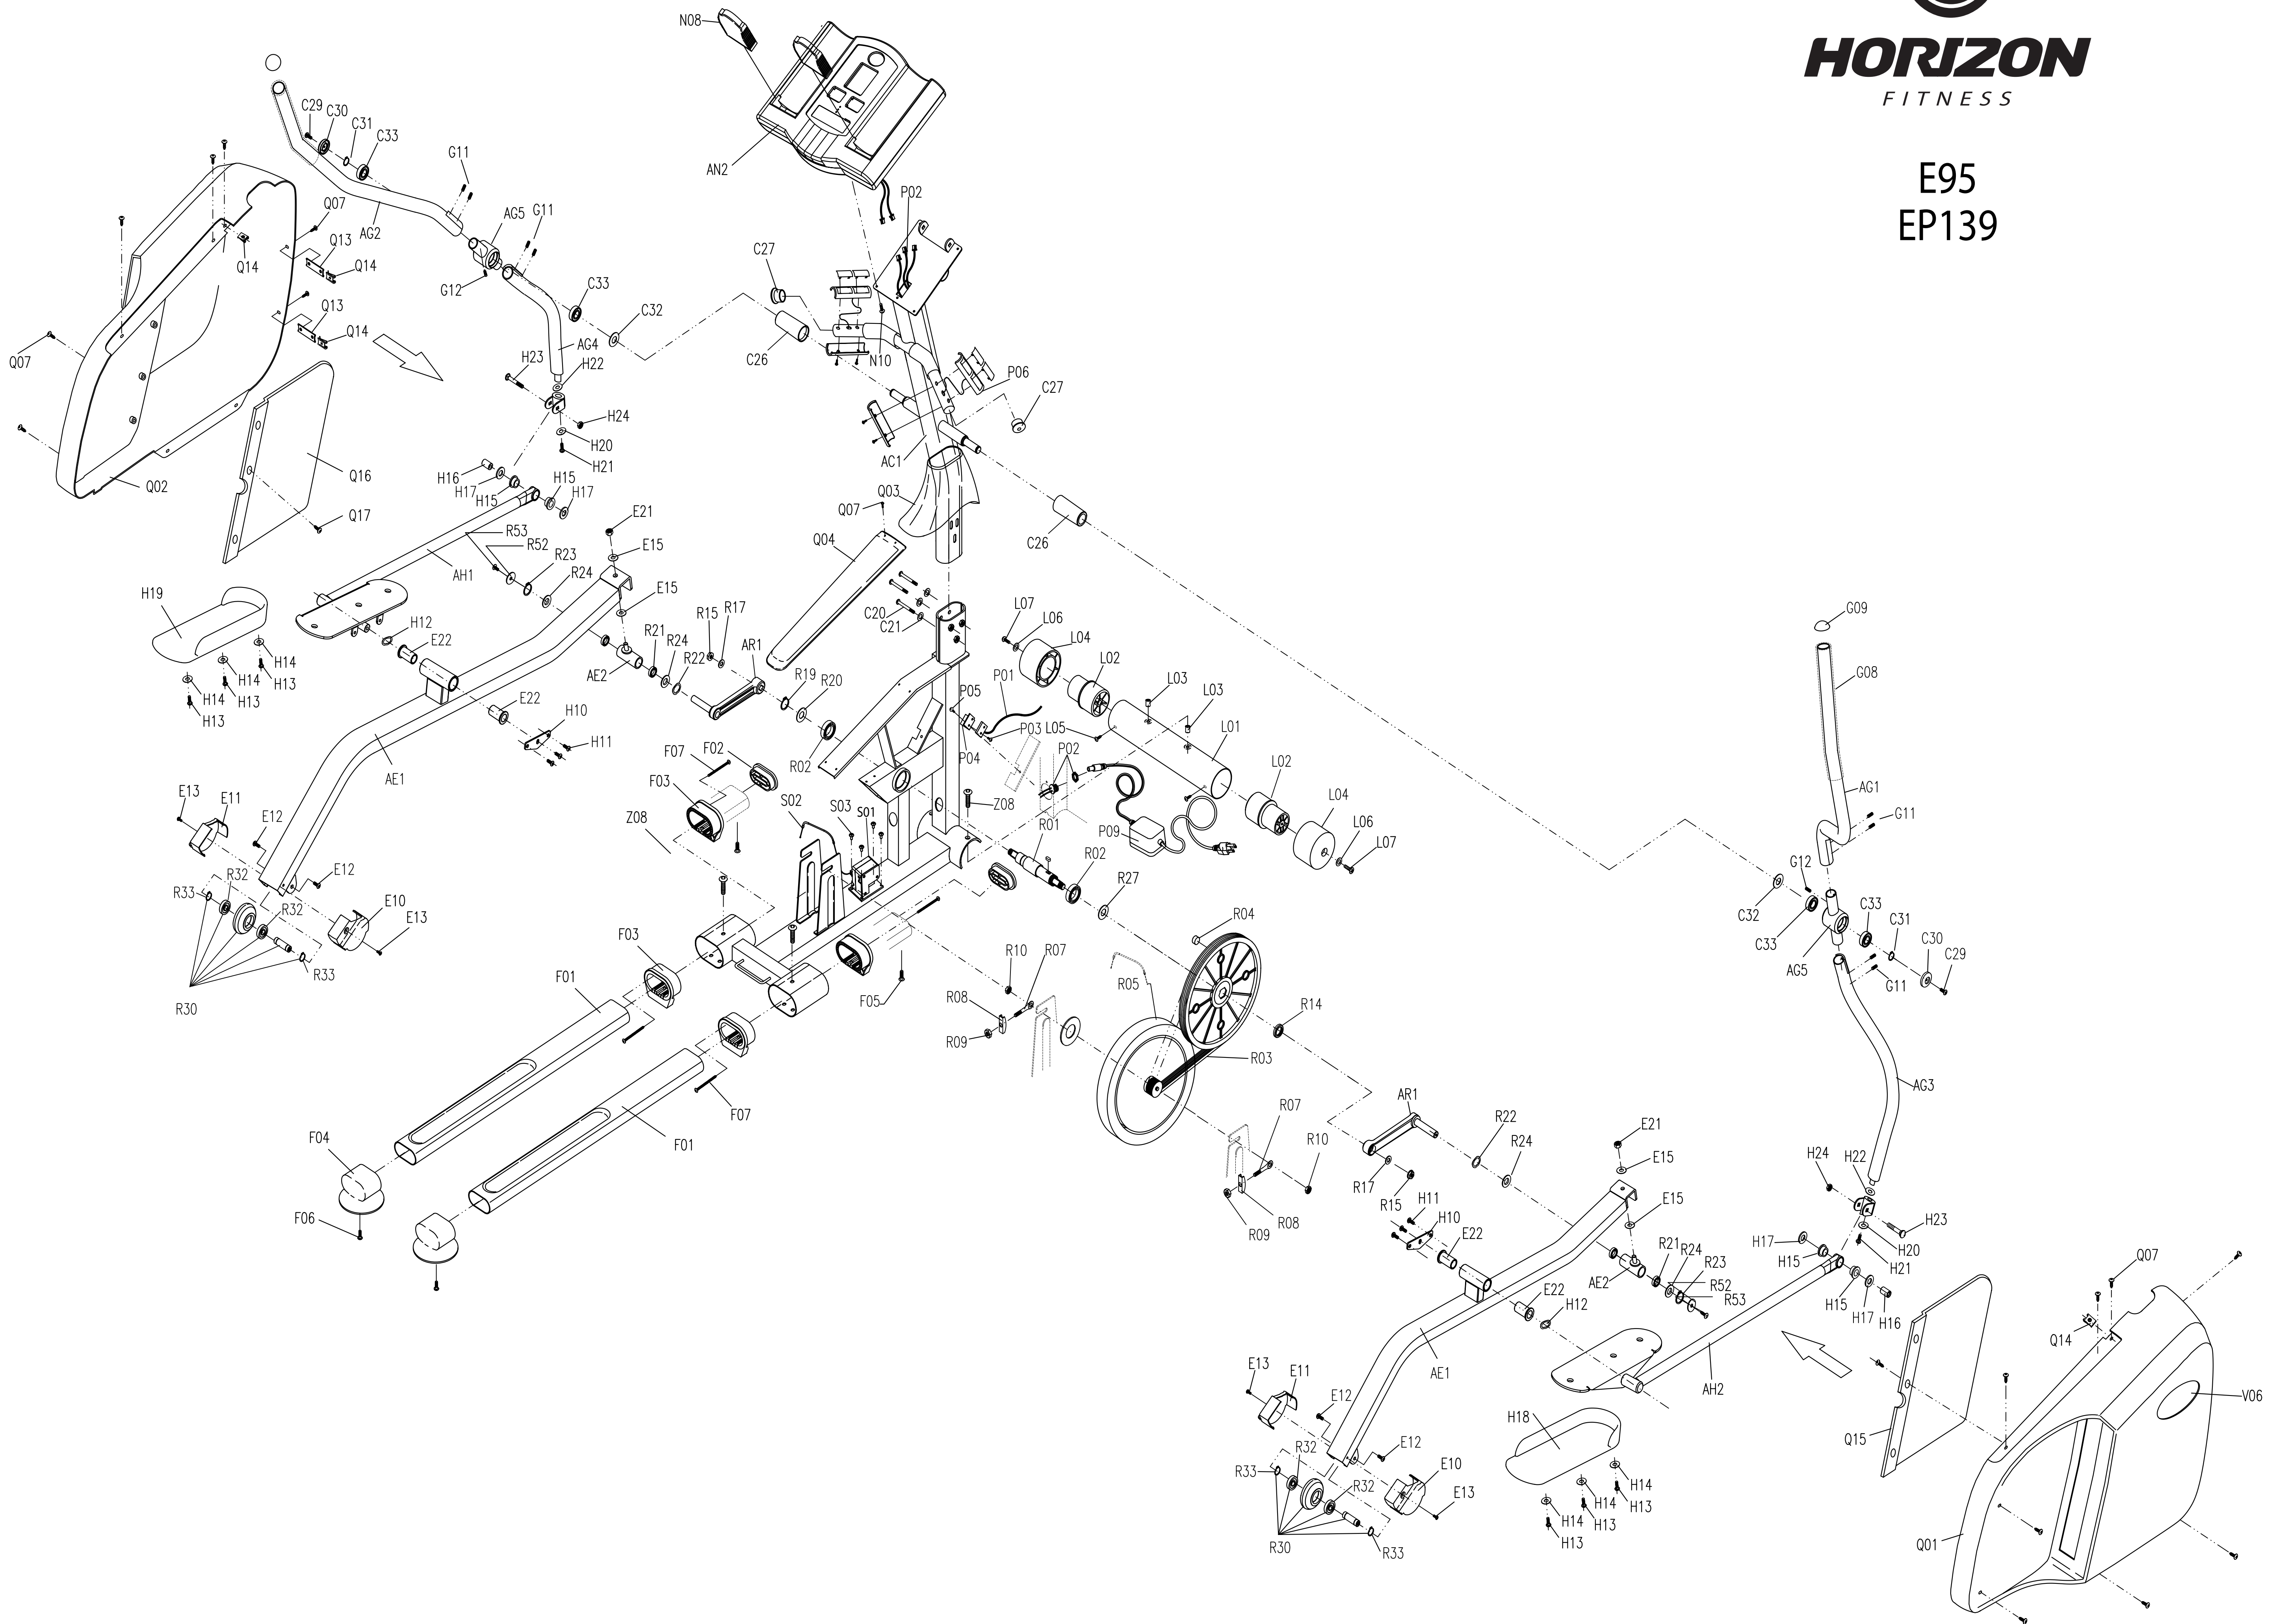 HORIZON
FITNESS
E95
EP139
N08
AN2
P02
C29
C30
C31
C33
G11
AG2
AG5
G11
G12
C33
C32
Q07
Q13
Q14
Q14
Q13
Q14
Q07
Q02
Q16
Q17
C27
C26
N10
P06
C27
AG4
H22
H23
H24
H20
H21
H16
H17
H15
H15
H17
AC1
Q03
Q07
Q04
C26
E21
E15
R53
R52
R23
R24
E15
AH1
H19
H12
E22
H14
H13
H14
H13
H14
H13
R15
R17
AR1
R21
R24
R22
AE2
R19
R20
R02
C20
C21
L07
L06
L04
L02
L03
L03
L01
L05
P01
P05
P03
P04
P02
L02
L04
L06
L07
P09
E22
H10
H11
AE1
F07
F02
F03
Z08
S02
S03
S01
Z08
R01
R02
R27
E13
E11
E12
E12
R33
R32
R32
E10
E13
R33
R30
F03
F01
F05
F07
F01
F04
F06
R10
R07
R08
R09
R04
R05
R14
R03
R07
R10
R09
R08
AR1
R22
R24
R17
R15
H11
H10
E22
E21
E15
E15
R21
R24
R23
R52
R53
AE2
E22
H12
AE1
G09
G08
AG1
G11
G12
C32
C33
C33
C31
C30
C29
AG5
G11
AG3
H24
H22
H23
H20
H21
H17
H15
H15
H17
H16
AH2
Q07
Q14
V06
Q15
Q01
E13
E11
E12
E12
R33
R32
R32
E10
E13
R33
R30
H18
H14
H13
H14
H13
H14
H13